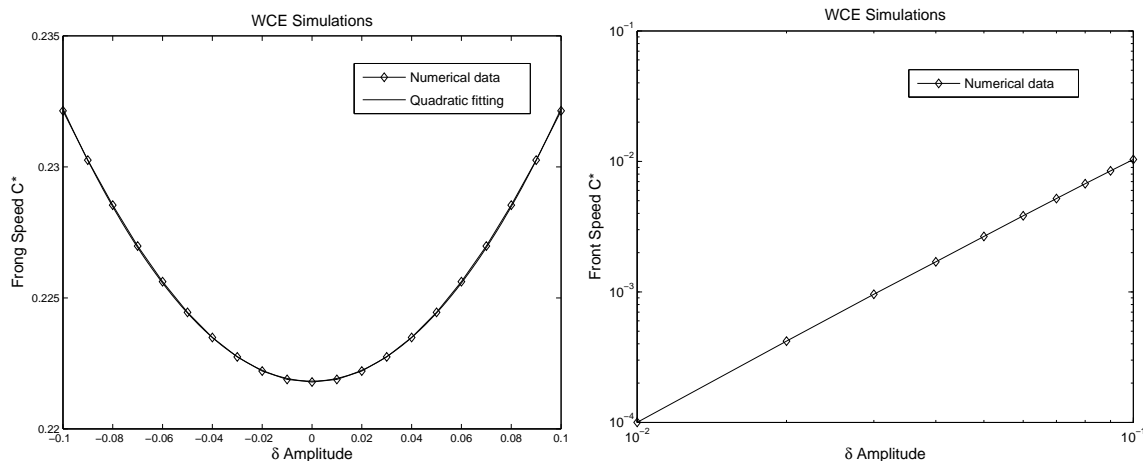 WCE Simulations
0.235
0.23
0.225
0.22
Frong Speed C*
Numerical data
Quadratic fitting
−0.1 −0.08 −0.06 −0.04 −0.02 0 0.02 0.04 0.06 0.08 0.1
δ Amplitude
WCE Simulations
10^−1
10^−2
10^−3
10^−4
Front Speed C*
Numerical data
10^−2 10^−1
δ Amplitude